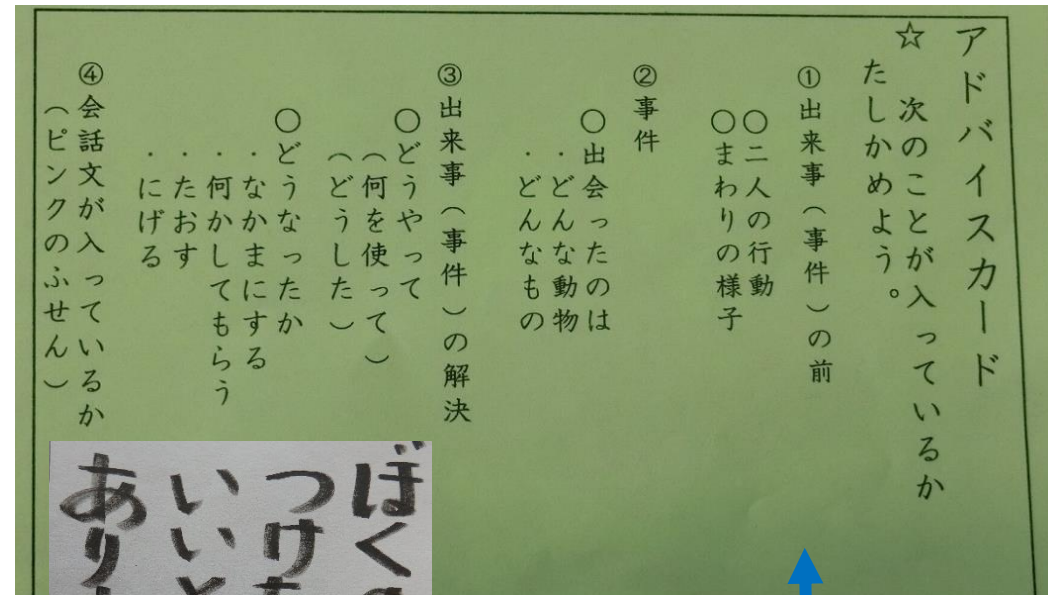 アドバイスカード
☆ 次のことが入っているか
たしかめよう。
①出来事（事件）の前
○二人の行動
○まわりの様子
②事件
○出会ったのは
・どんな動物
・どんなもの
③出来事（事件）の解決
○どうやって
（何を使って）
（どうした）
○どうなったか
・なかまにする
・何かしてもらう
・たおす
・にげる
④会話文が入っているか
（ピンクのふせん）
ぼく
つけ
いい
あり